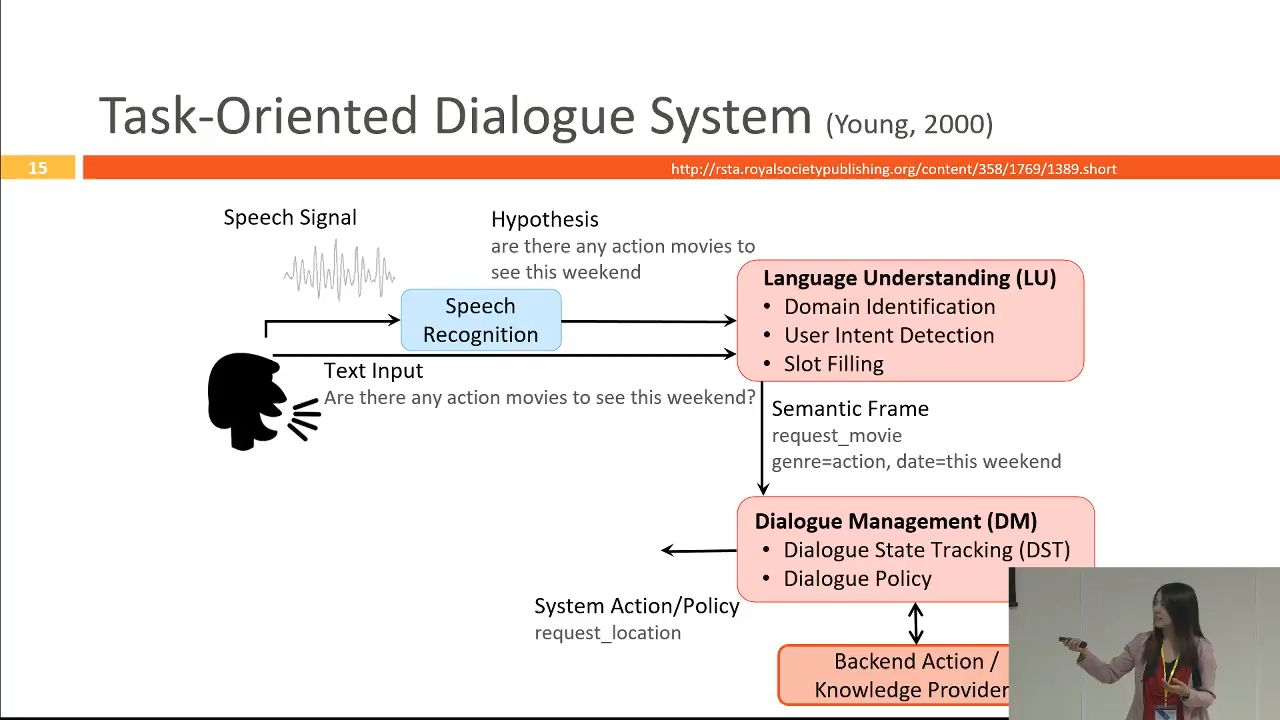 Task-Oriented Dialogue System (Young, 2000)
15
http://rsta.royalsocietypublishing.org/content/358/1769/1389.short
Speech Signal
Hypothesis
are there any action movies to
see this weekend
Speech
Recognition
Language Understanding (LU)
• Domain Identification
• User Intent Detection
• Slot Filling
Text Input
Are there any action movies to see this weekend?
Semantic Frame
request_movie
genre=action, date=this weekend
Dialogue Management (DM)
• Dialogue State Tracking (DST)
• Dialogue Policy
System Action/Policy
request_location
Backend Action /
Knowledge Provider